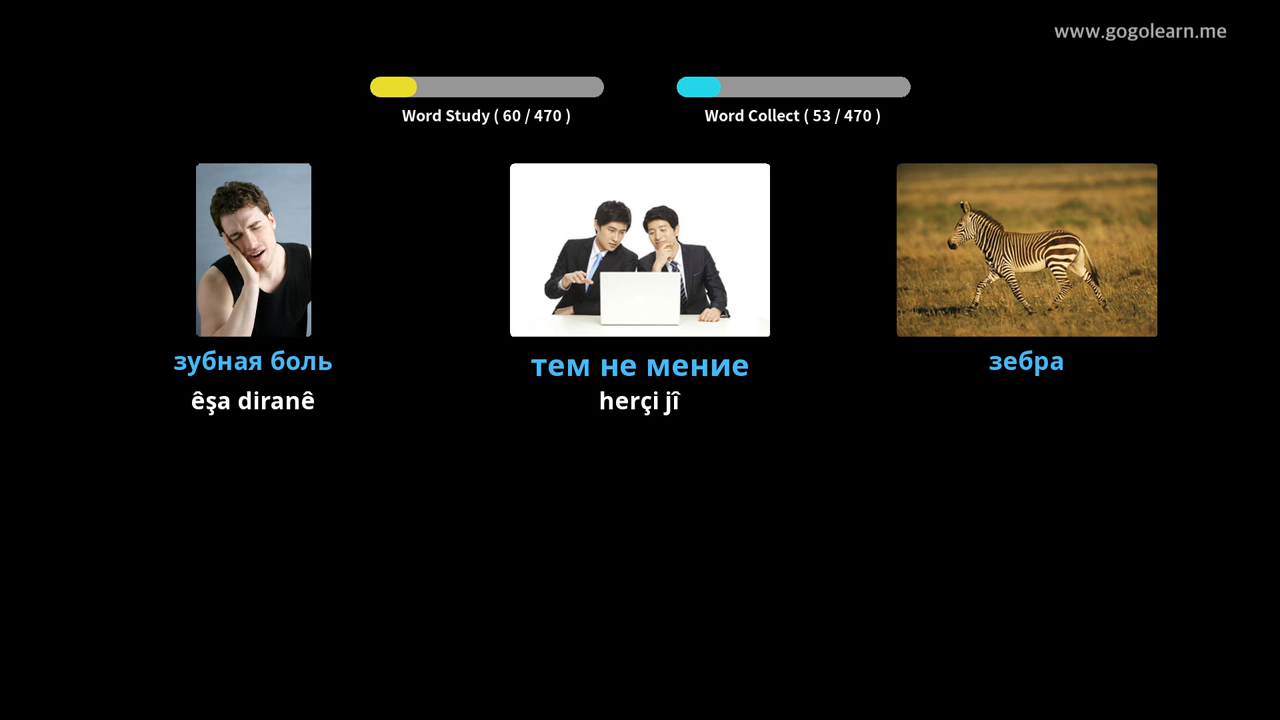 www.gogolearn.me
Word Study ( 60 / 470 )
Word Collect ( 53 / 470 )
зубная боль
êşa diranê
тем не мение
herçi jî
зебра